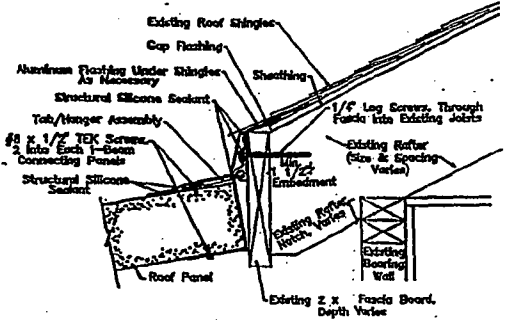 Existing Roof Shingles
Cap Flashing
Aluminum Flashing Under Shingles
As Necessary
Sheathing
Structural Silicone Sealant
1/4" Lag Screws, Through
Fascia Into Existing Joists
Tab/Hanger Assembly
#8 x 1/2" TEK Screws,
2 Into Each I-Beam
Connecting Panels
Existing Rafter
(Size & Spacing
Varies)
Min.
1 1/2"
Embedment
Structural Silicone
Sealant
Existing Rafter
Notch, Varies
Existing
Bearing
Wall
Roof Panel
Existing 2 x Fascia Board,
Depth Varies